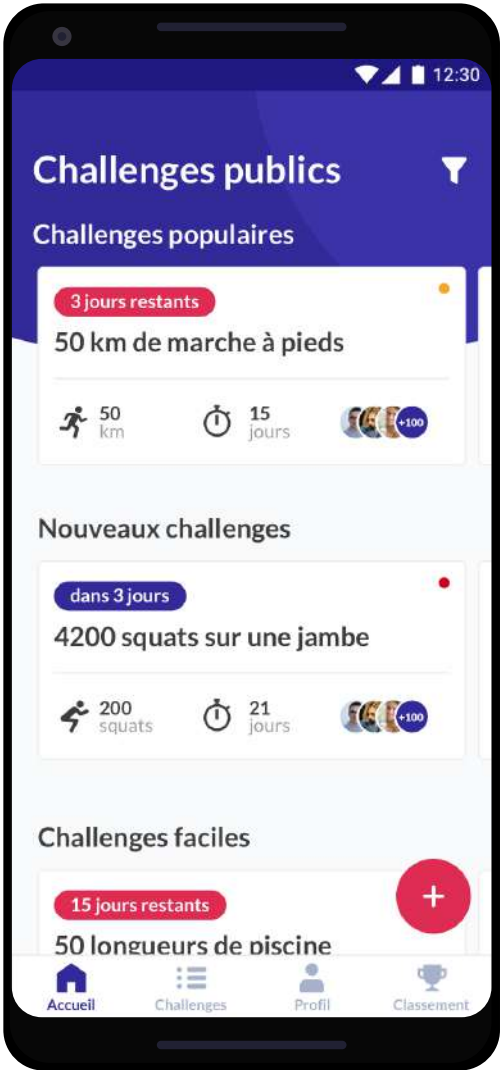 12:30
Challenges publics
Challenges populaires
3 jours restants
50 km de marche à pieds
50
km
15
jours
+100
Nouveaux challenges
dans 3 jours
4200 squats sur une jambe
200
squats
21
jours
+100
Challenges faciles
15 jours restants
+
50 longueurs de piscine
Accueil
Challenges
Profil
Classement